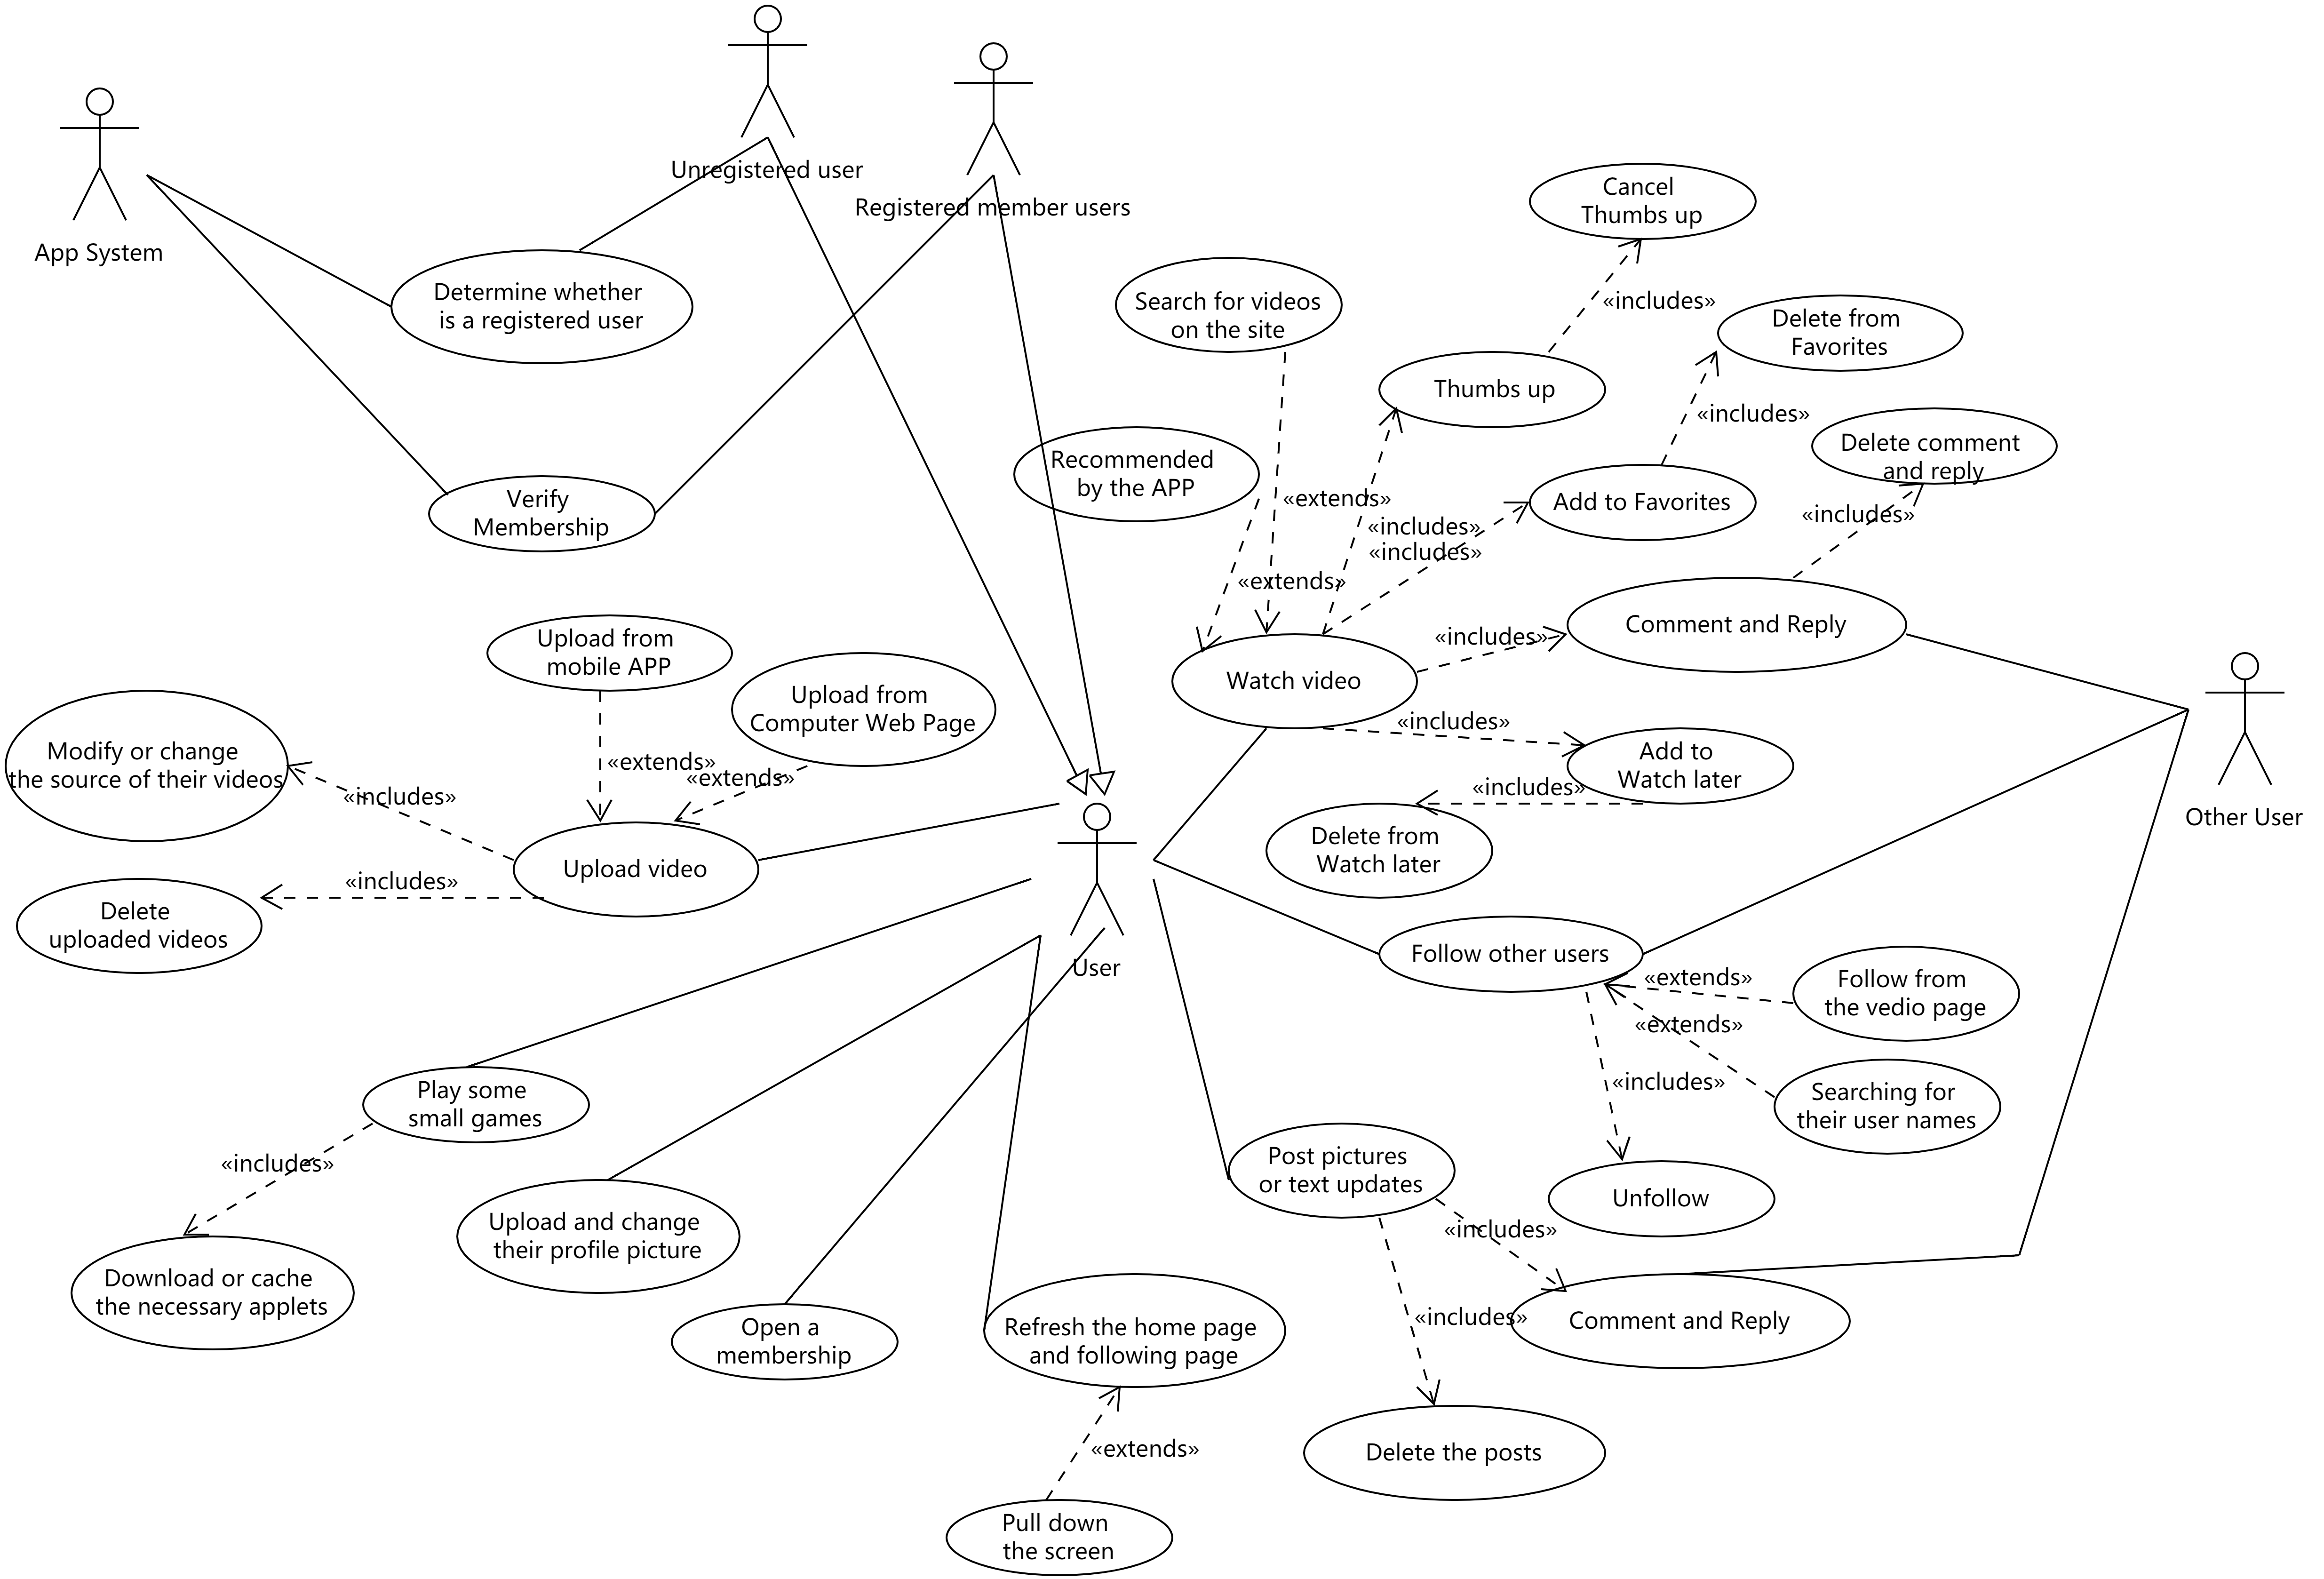 Unregistered user
Registered member users
App System
Cancel
Thumbs up
Determine whether
is a registered user
Search for videos
on the site
«includes»
Delete from
Favorites
Thumbs up
«includes»
Delete comment
and reply
Recommended
by the APP
Verify
Membership
«extends»
«includes»
«includes»
Add to Favorites
«includes»
«extends»
Upload from
mobile APP
Comment and Reply
«includes»
Watch video
Upload from
Computer Web Page
Modify or change
the source of their videos
«includes»
Add to
Watch later
«extends»
«extends»
«includes»
«includes»
Other User
Delete from
Watch later
Upload video
«includes»
Delete
uploaded videos
User
Follow other users
«extends»
Follow from
the vedio page
«extends»
«includes»
Searching for
their user names
Play some
small games
«includes»
Post pictures
or text updates
Unfollow
Upload and change
their profile picture
«includes»
Download or cache
the necessary applets
Open a
membership
Refresh the home page
and following page
«includes»
Comment and Reply
«extends»
Delete the posts
Pull down
the screen